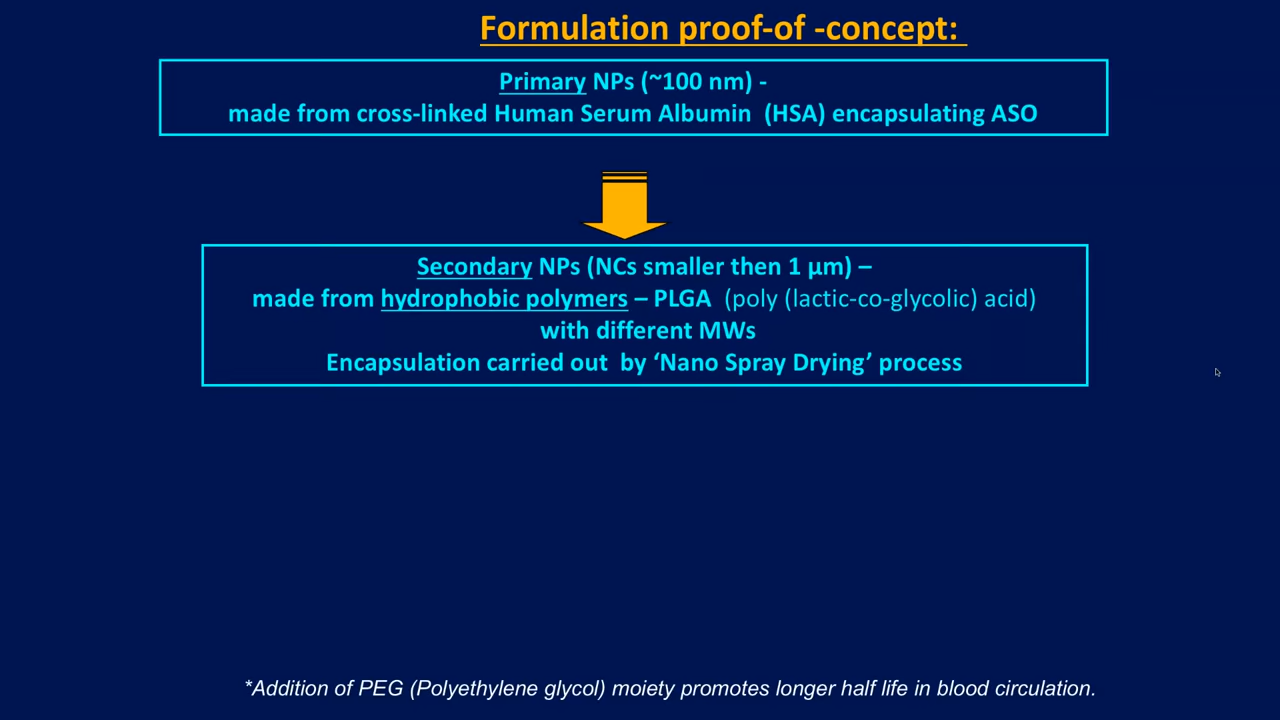 Formulation proof-of -concept:
Primary NPs (~100 nm) -
made from cross-linked Human Serum Albumin (HSA) encapsulating ASO
Secondary NPs (NCs smaller then 1 µm) –
made from hydrophobic polymers – PLGA (poly (lactic-co-glycolic) acid)
with different MWs
Encapsulation carried out by ‘Nano Spray Drying’ process
*Addition of PEG (Polyethylene glycol) moiety promotes longer half life in blood circulation.